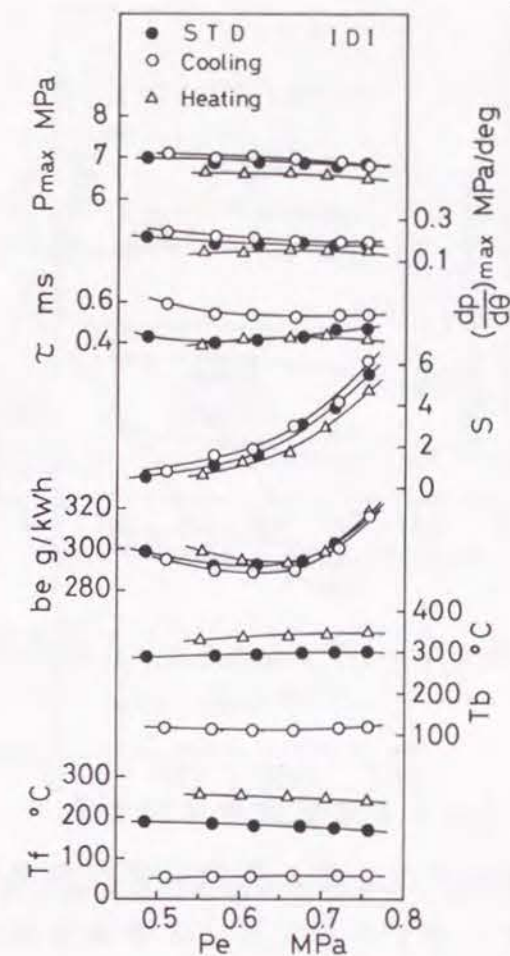 ● S T D I D I
○ Cooling
△ Heating
Pmax MPa
8
7
6
(dp/dθ)max MPa/deg
0.3
0.1
τ ms
0.6
0.4
S
6
4
2
0
be g/kWh
320
300
280
Tb °C
400
300
200
100
Tf °C
300
200
100
0
0.5 0.6 0.7 0.8
Pe MPa